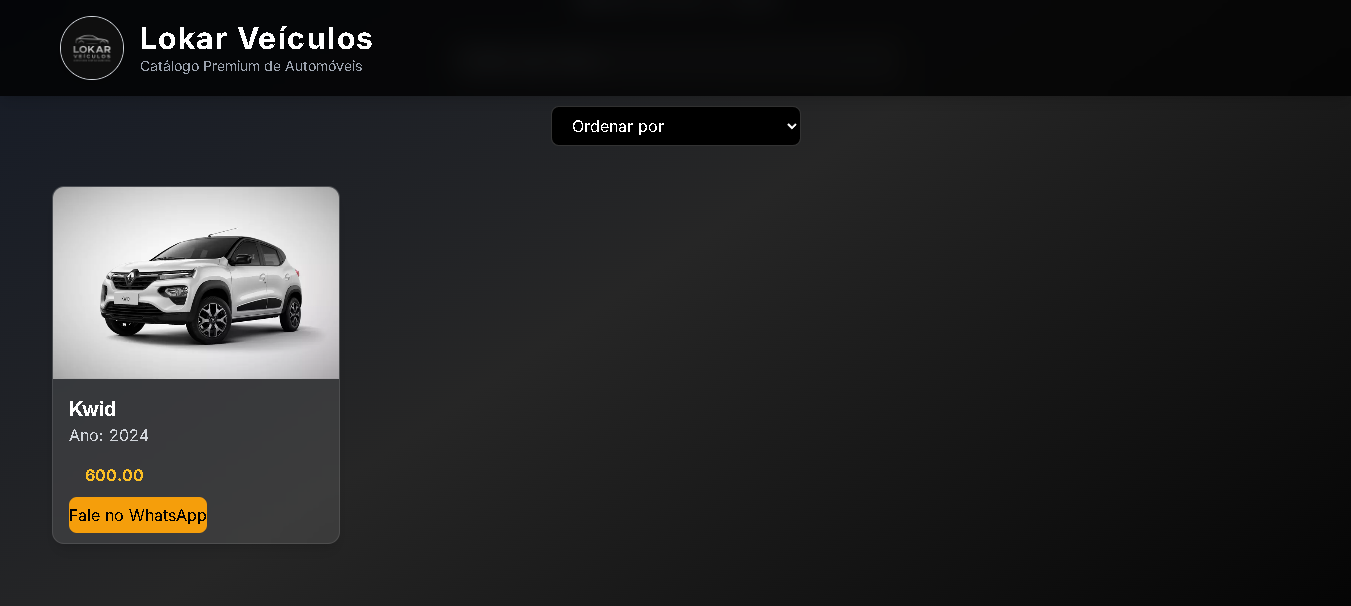 LOKAR
VEÍCULOS
Lokar Veículos
Catálogo Premium de Automóveis
Ordenar por
Kwid
Ano: 2024
600.00
Fale no WhatsApp